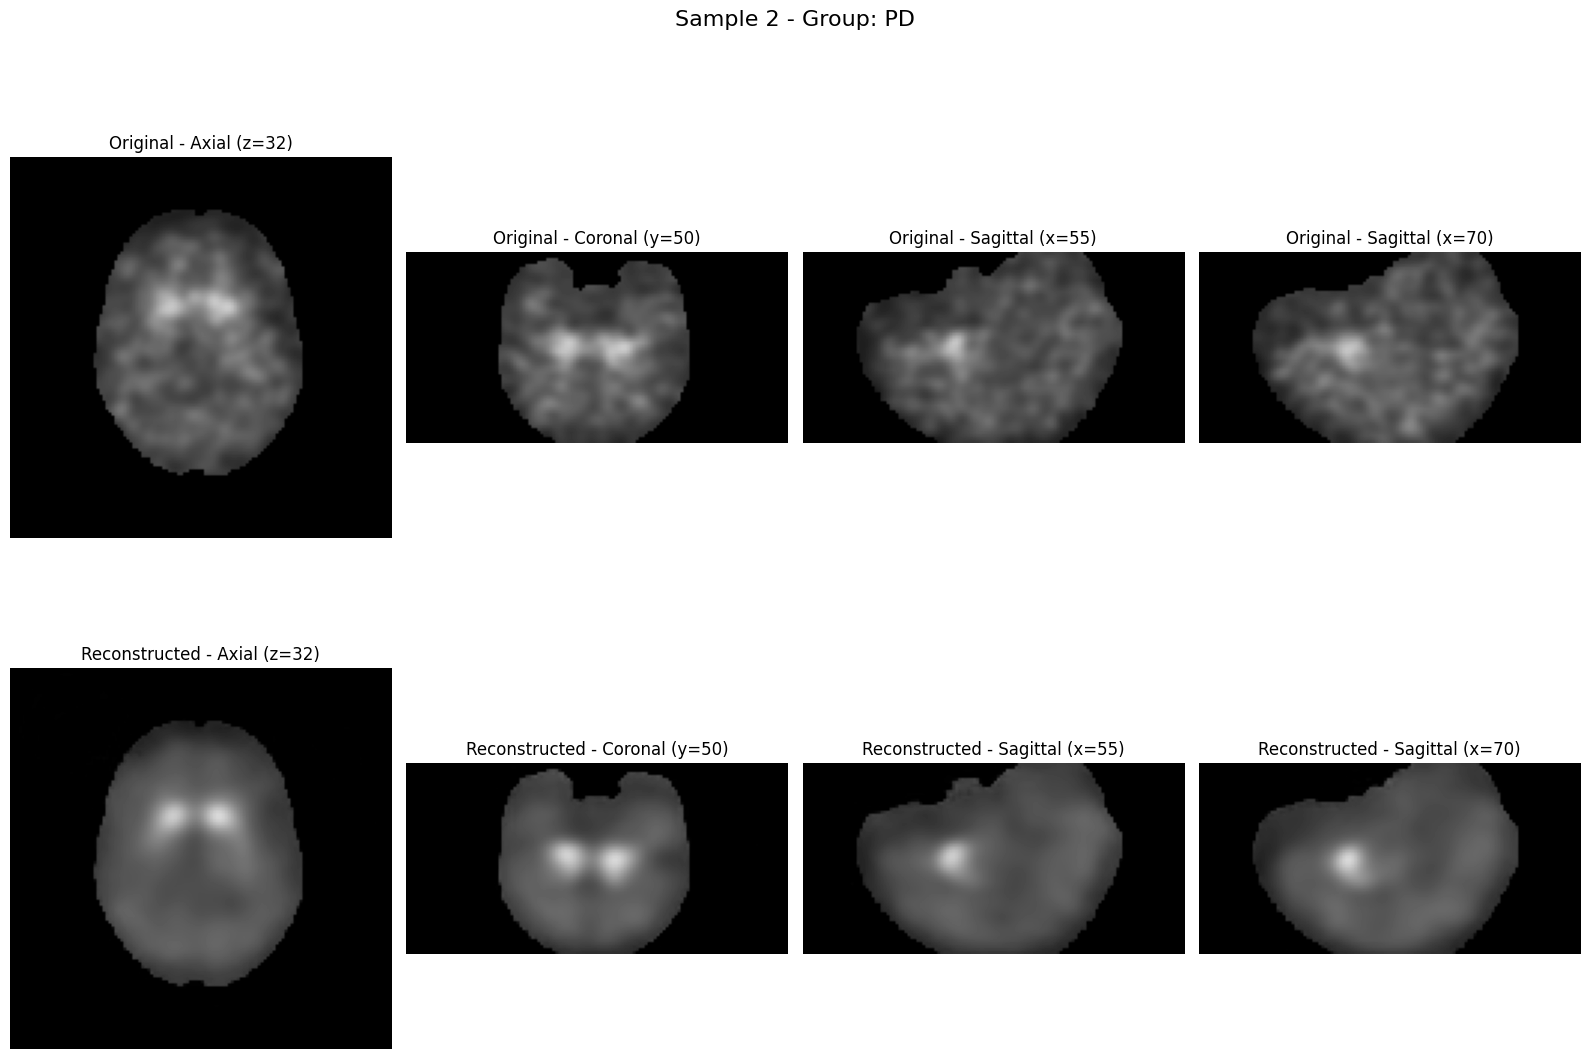 Sample 2 - Group: PD
Original - Axial (z=32)
Original - Coronal (y=50)
Original - Sagittal (x=55)
Original - Sagittal (x=70)
Reconstructed - Axial (z=32)
Reconstructed - Coronal (y=50)
Reconstructed - Sagittal (x=55)
Reconstructed - Sagittal (x=70)